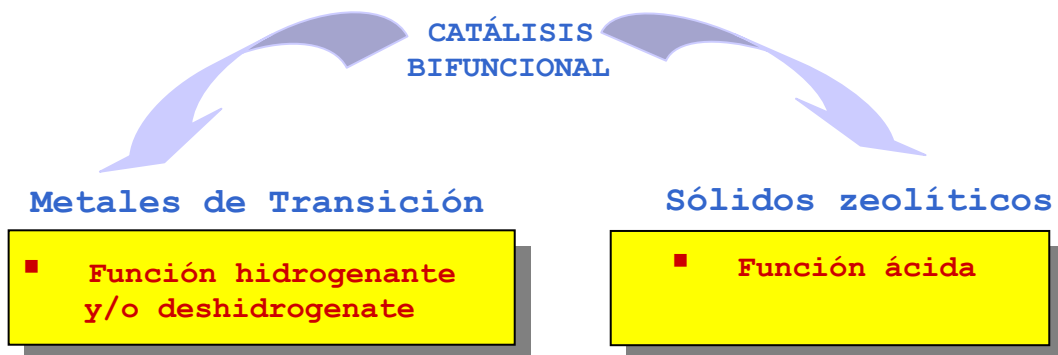 CATÁLISIS
BIFUNCIONAL
Metales de Transición
▪ Función hidrogenante
y/o deshidrogenate
Sólidos zeolíticos
▪ Función ácida